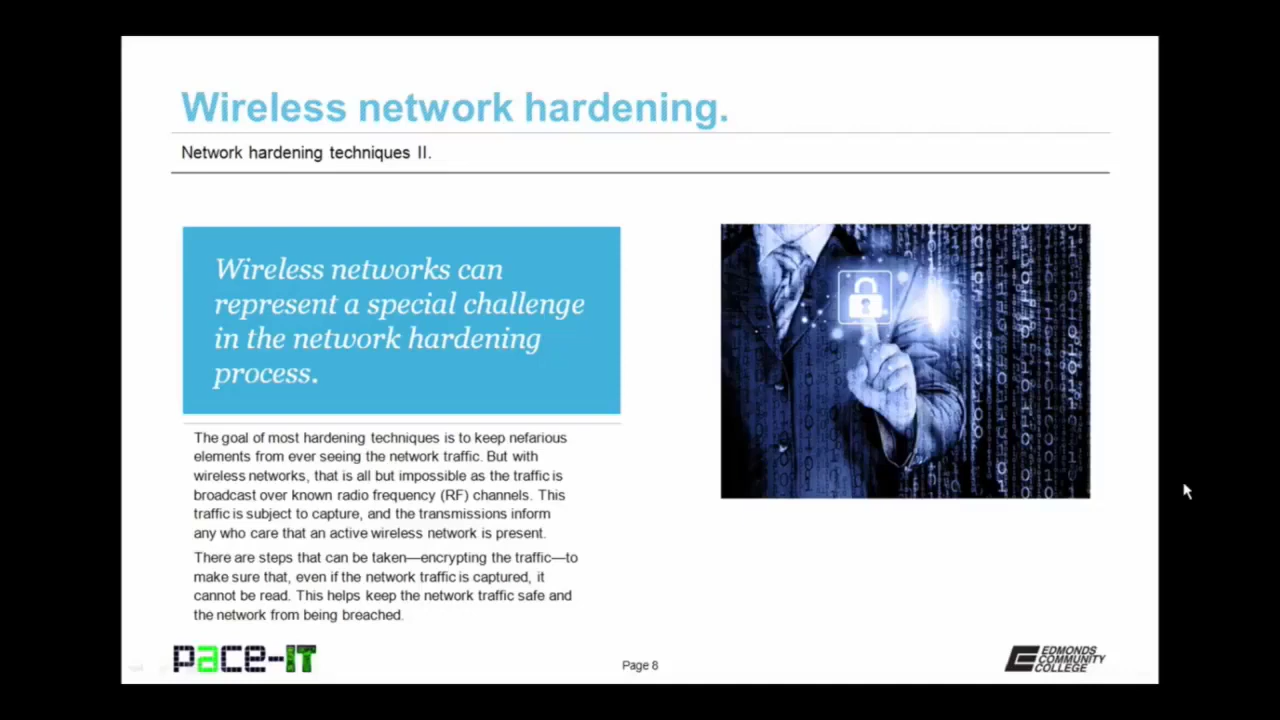 Wireless network hardening.
Network hardening techniques II.
Wireless networks can
represent a special challenge
in the network hardening
process.
The goal of most hardening techniques is to keep nefarious
elements from ever seeing the network traffic. But with
wireless networks, that is all but impossible as the traffic is
broadcast over known radio frequency (RF) channels. This
traffic is subject to capture, and the transmissions inform
any who care that an active wireless network is present.
There are steps that can be taken—encrypting the traffic—to
make sure that, even if the network traffic is captured, it
cannot be read. This helps keep the network traffic safe and
the network from being breached.
pace-IT
Page 8
EDMONDS
COMMUNITY
COLLEGE